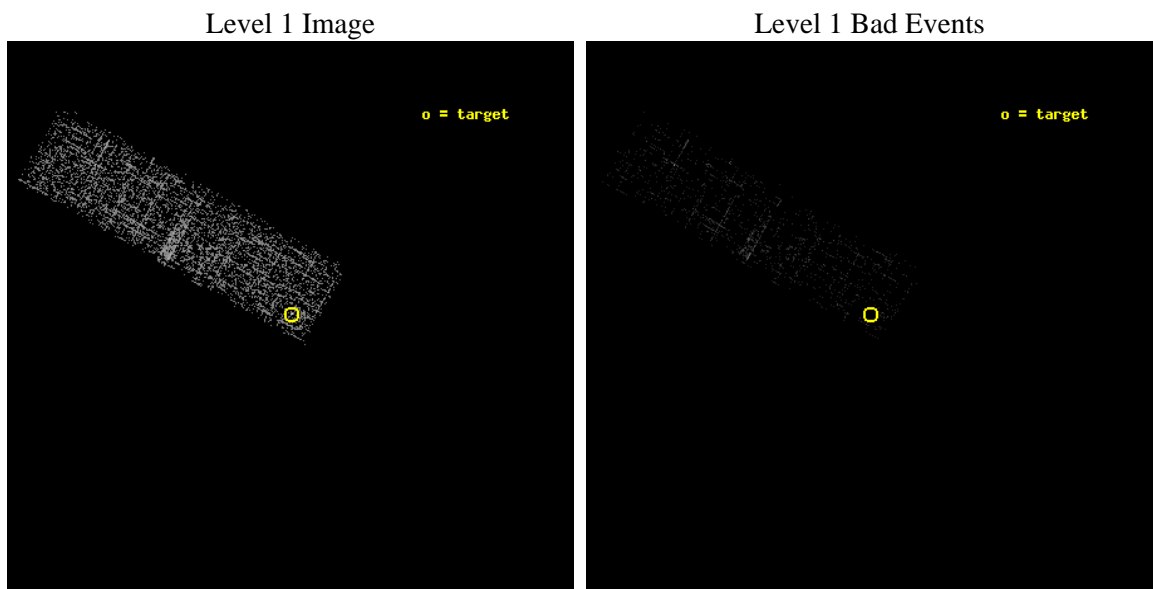 Level 1 Image
Level 1 Bad Events
o = target
o = target